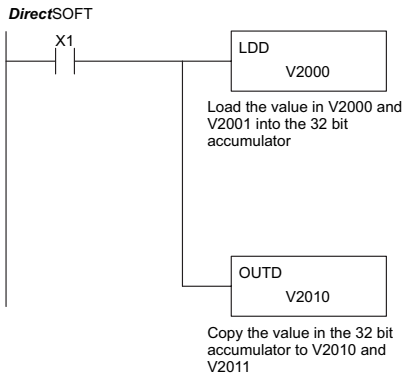 DirectSOFT
X1
LDD
V2000
Load the value in V2000 and
V2001 into the 32 bit
accumulator
OUTD
V2010
Copy the value in the 32 bit
accumulator to V2010 and
V2011